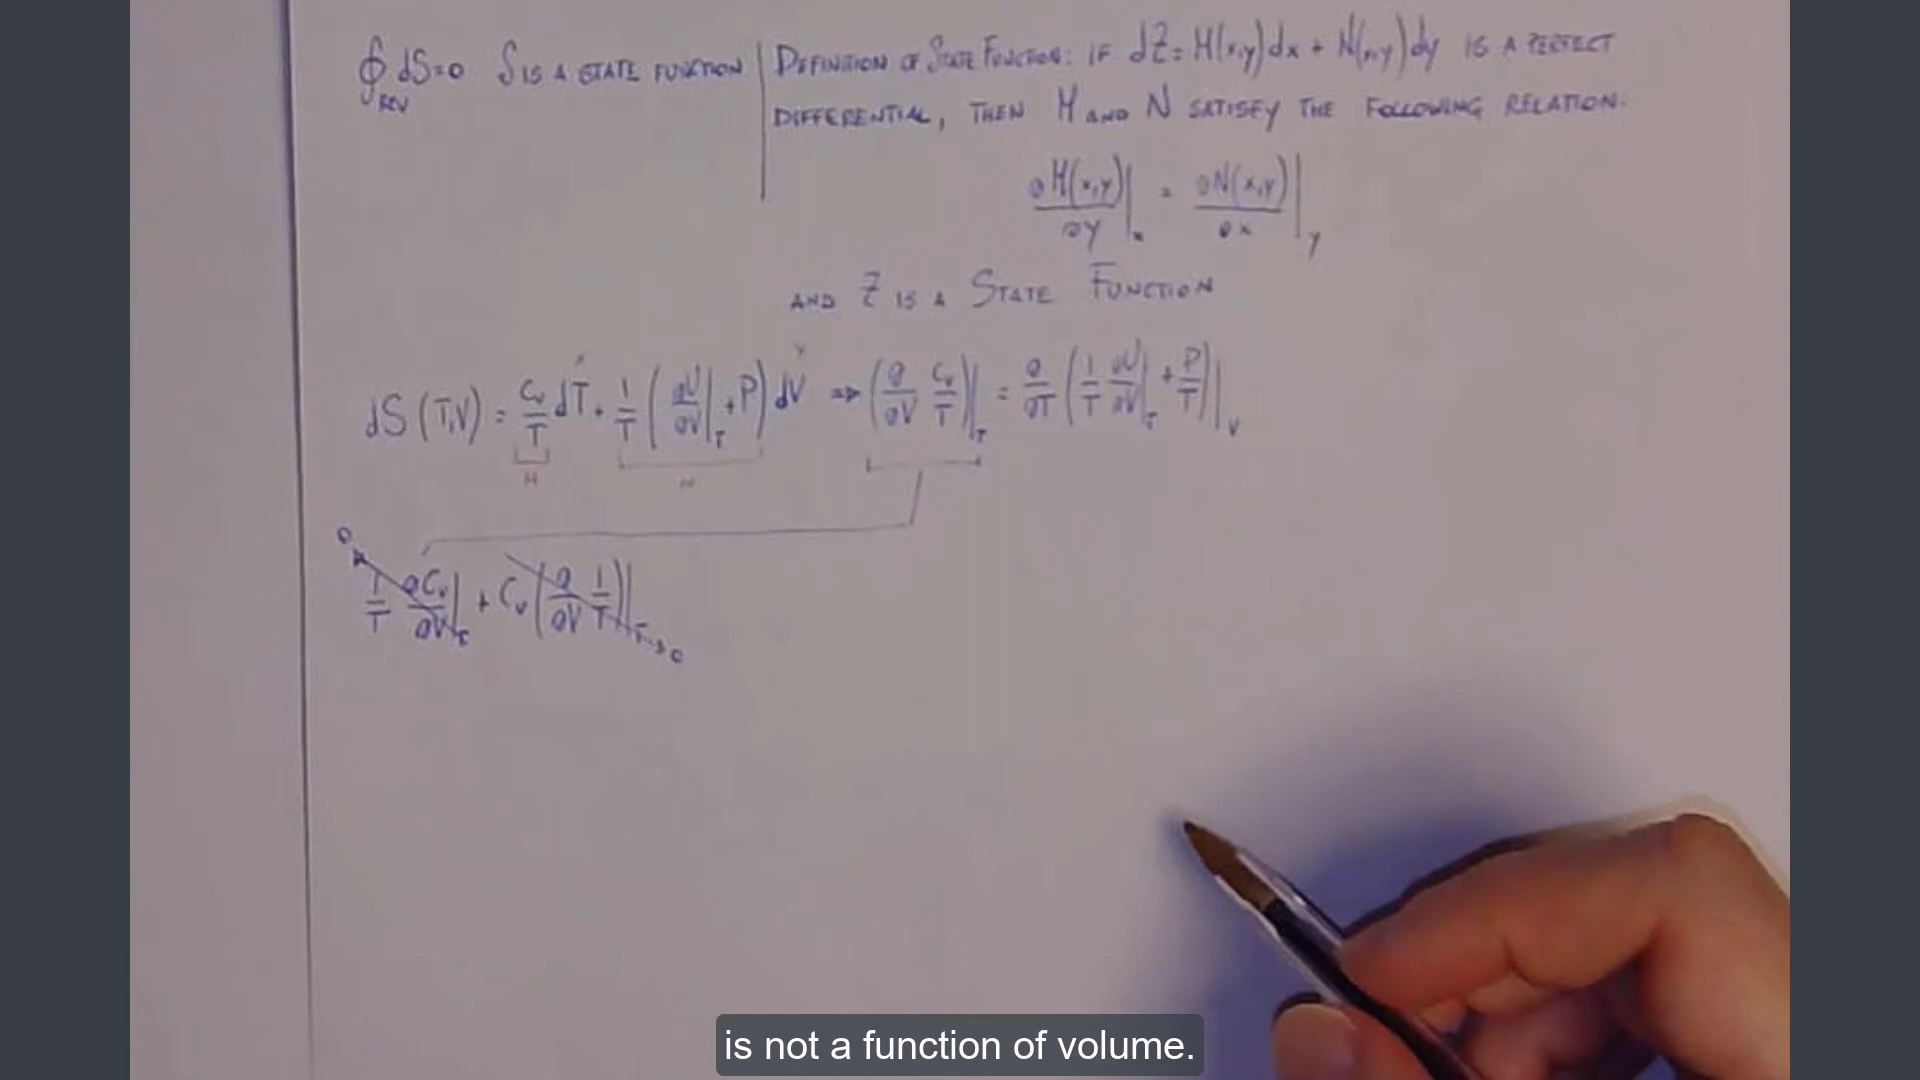 ∮ dS=0 S IS A STATE FUNCTION | DEFINITION OF STATE FUNCTION: IF dZ = M(x,y)dx + N(x,y)dy IS A PERFECT
REV
DIFFERENTIAL, THEN M AND N SATISFY THE FOLLOWING RELATION.
∂M(x,y)/∂y |x = ∂N(x,y)/∂x |y
AND Z IS A STATE FUNCTION
x y
dS(T,V) = Cv/T dT + 1/T (∂U/∂V|T + P) dV ⇒ (∂/∂V Cv/T)|T = ∂/∂T (1/T ∂U/∂V|T + P/T)|V
M N
0
1/T ∂Cv/∂V|T + Cv (∂/∂V 1/T)|T → 0
is not a function of volume.